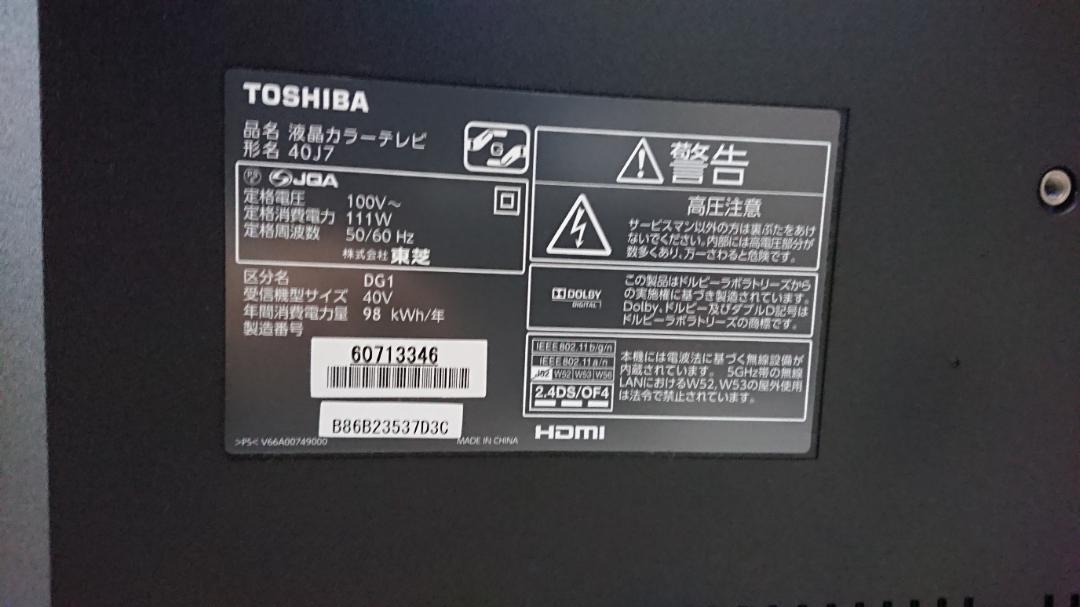 TOSHIBA
品名 液晶カラーテレビ
形名 40J7
G
JQA
定格電圧 100V～
定格消費電力 111W
定格周波数 50/60 Hz
株式会社 東芝
区分名 DG1
受信機型サイズ 40V
年間消費電力量 98 kWh/年
製造番号
60713346
B86B23537D3C
>PS< V66A00749000
MADE IN CHINA
警告
高圧注意
サービスマン以外の方は裏ぶたをあけ
ないでください。内部には高電圧部分が
数多くあり、万一さわると危険です。
DOLBY
DIGITAL
この製品はドルビーラボラトリーズから
の実施権に基づき製造されています。
Dolby、ドルビー及びダブルD記号は
ドルビーラボラトリーズの商標です。
IEEE802.11b/g/n
IEEE802.11a/n
J52 W52 W53 W56
2.4DS/OF4
本機には電波法に基づく無線設備が
内蔵されています。 5GHz帯の無線
LANにおけるW52、W53の屋外使用
は法令で禁止されています。
HDMI